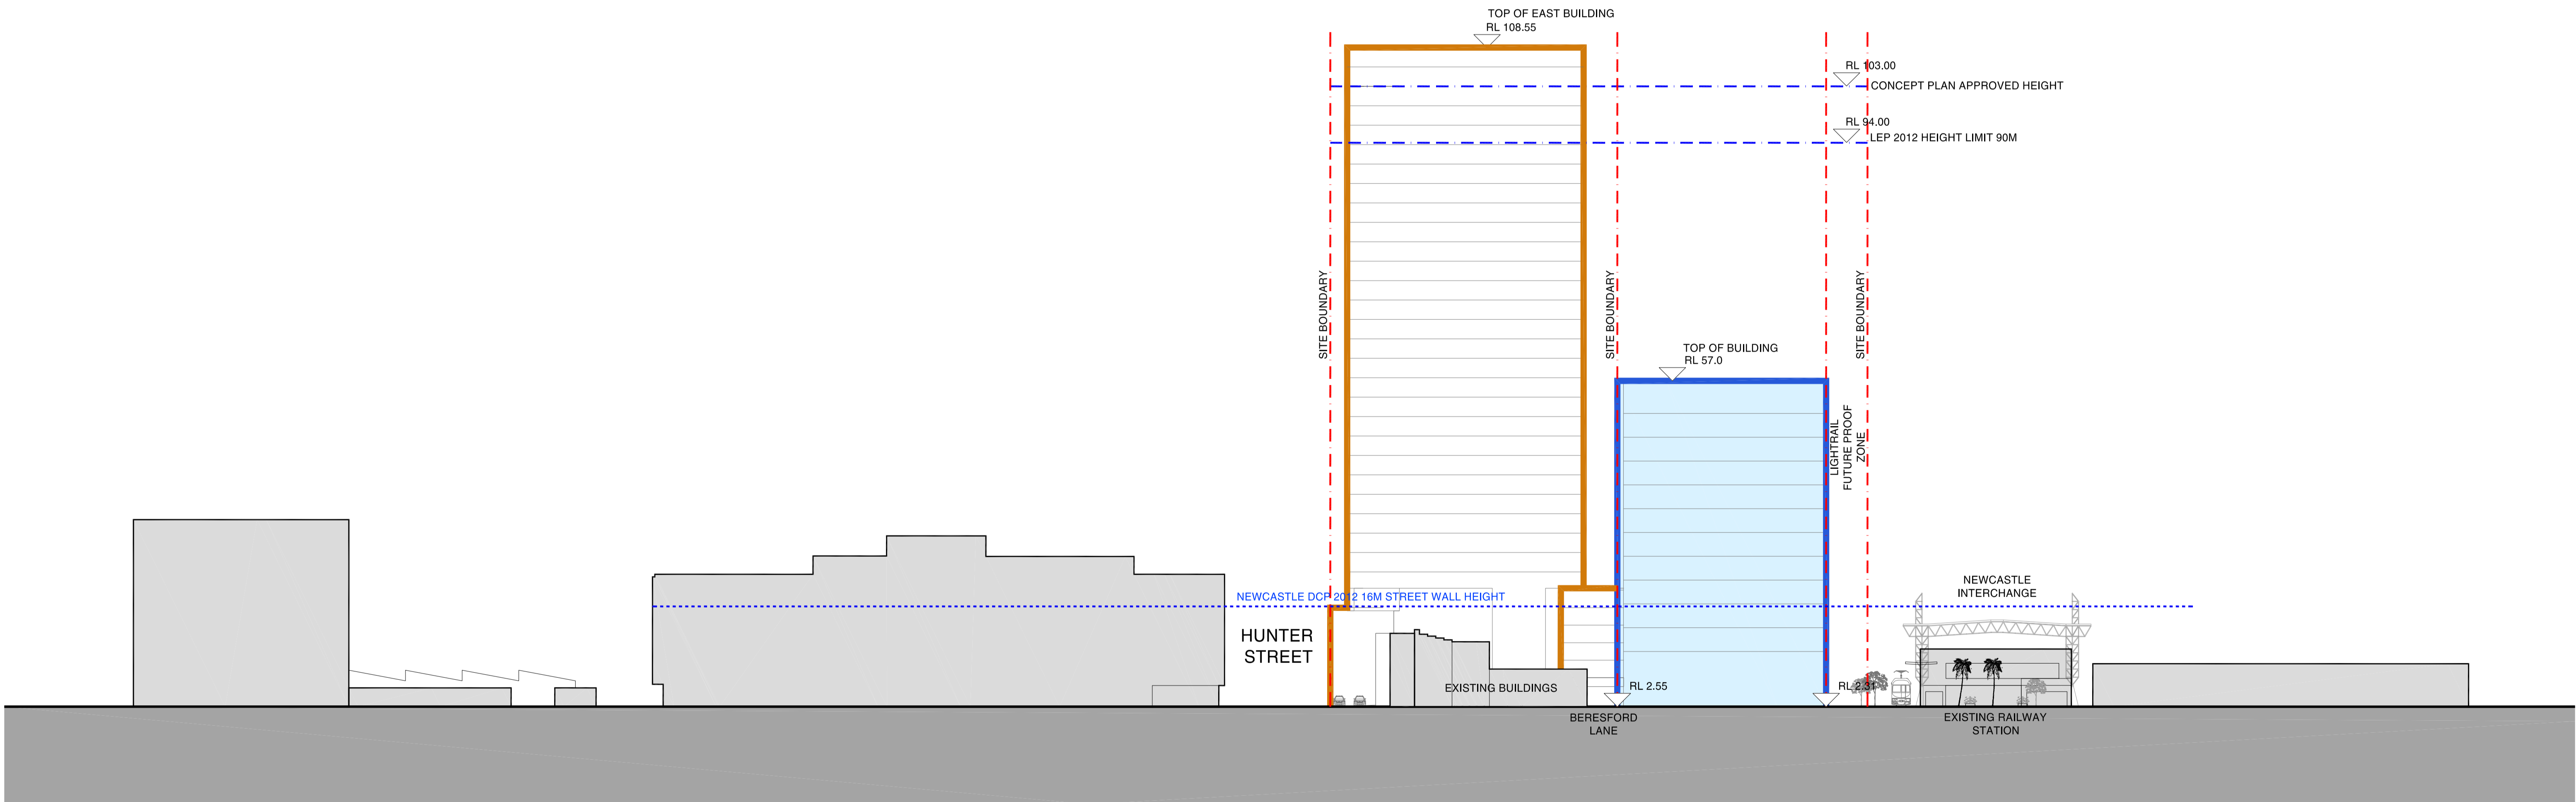 TOP OF EAST BUILDING
RL 108.55
RL 103.00
CONCEPT PLAN APPROVED HEIGHT
RL 94.00
LEP 2012 HEIGHT LIMIT 90M
SITE BOUNDARY
SITE BOUNDARY
SITE BOUNDARY
TOP OF BUILDING
RL 57.0
LIGHTRAIL
FUTURE PROOF
ZONE
NEWCASTLE DCP 2012 16M STREET WALL HEIGHT
NEWCASTLE
INTERCHANGE
HUNTER
STREET
EXISTING BUILDINGS
RL 2.55
RL 2.31
BERESFORD
LANE
EXISTING RAILWAY
STATION